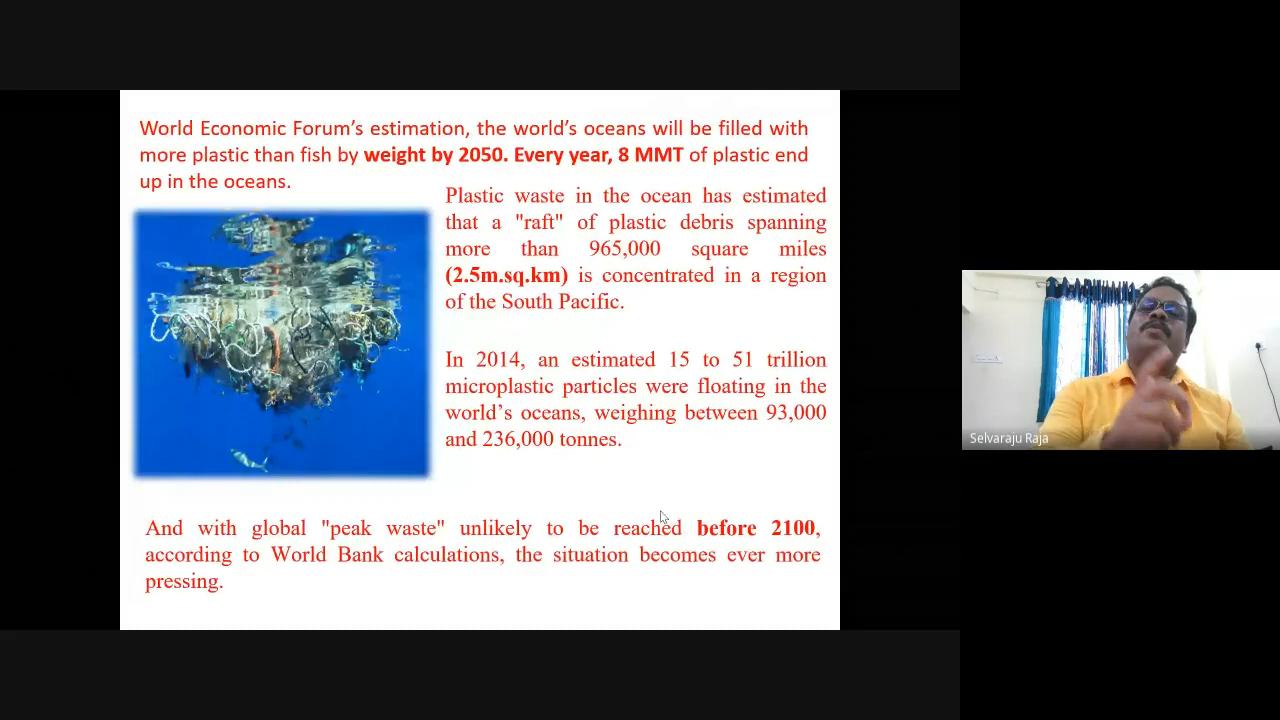 World Economic Forum's estimation, the world's oceans will be filled with
more plastic than fish by weight by 2050. Every year, 8 MMT of plastic end
up in the oceans.
Plastic waste in the ocean has estimated
that a "raft" of plastic debris spanning
more than 965,000 square miles
(2.5m.sq.km) is concentrated in a region
of the South Pacific.
In 2014, an estimated 15 to 51 trillion
microplastic particles were floating in the
world's oceans, weighing between 93,000
and 236,000 tonnes.
And with global "peak waste" unlikely to be reached before 2100,
according to World Bank calculations, the situation becomes ever more
pressing.
Selvaraju Raja